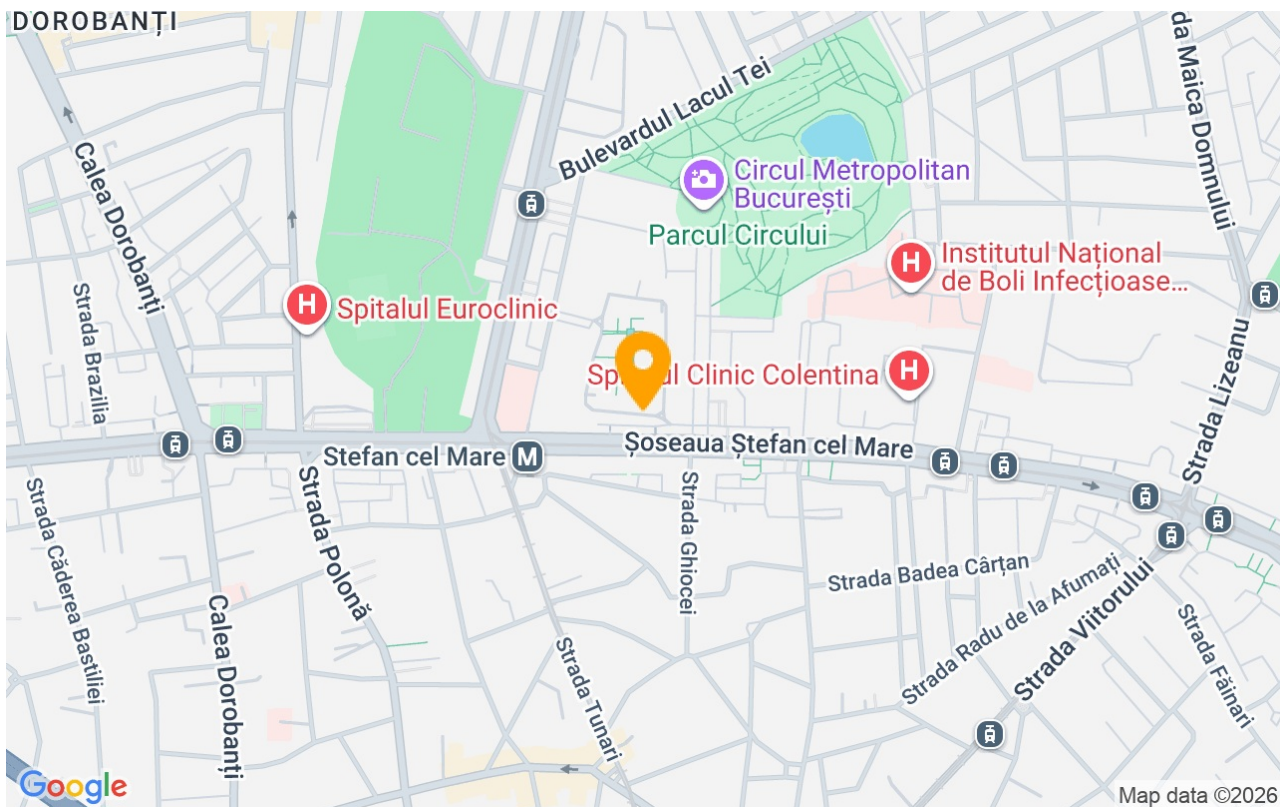 DOROBANȚI
Bulevardul Lacul Tei
da Maica Domnului
Calea Dorobanți
Circul Metropolitan
București
Parcul Circului
Institutul Național
de Boli Infecțioase...
H
Strada Brazilia
H
Spitalul Euroclinic
Clinic Colentina
H
Strada Lizeanu
Stefan cel Mare
M
Șoseaua Ștefan cel Mare
Strada Căderea Bastiliei
Strada Polonă
Strada Ghiocei
Strada Badea Cârțan
Strada Radu de la Afumați
Strada Viitorului
Strada Făinari
Calea Dorobanți
Strada Tunari
Google
Map data ©2026